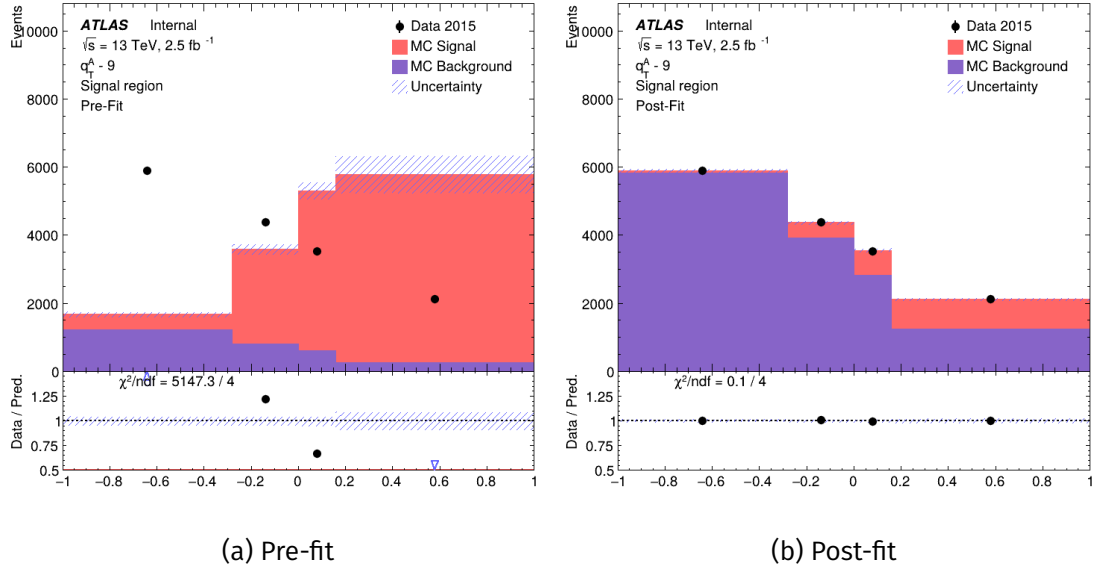 Events
10000
8000
6000
4000
2000
0
ATLAS Internal
√s = 13 TeV, 2.5 fb -1
q_T^A - 9
Signal region
Pre-Fit
Data 2015
MC Signal
MC Background
Uncertainty
Data / Pred.
χ²/ndf = 5147.3 / 4
1.25
1
0.75
0.5
−1 −0.8 −0.6 −0.4 −0.2 0 0.2 0.4 0.6 0.8 1
(a) Pre-fit
Events
10000
8000
6000
4000
2000
0
ATLAS Internal
√s = 13 TeV, 2.5 fb -1
q_T^A - 9
Signal region
Post-Fit
Data 2015
MC Signal
MC Background
Uncertainty
Data / Pred.
χ²/ndf = 0.1 / 4
1.25
1
0.75
0.5
−1 −0.8 −0.6 −0.4 −0.2 0 0.2 0.4 0.6 0.8 1
(b) Post-fit